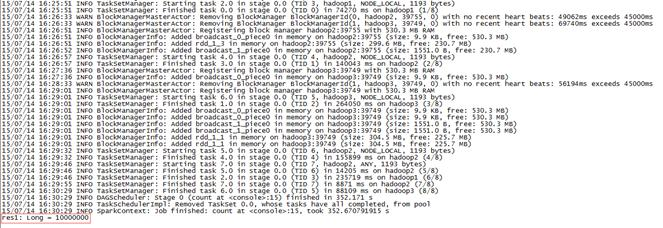 15/07/14 16:25:51 INFO TaskSetManager: Starting task 2.0 in stage 0.0 (TID 3, hadoop1, NODE_LOCAL, 1193 bytes)
15/07/14 16:25:51 INFO TaskSetManager: Finished task 0.0 in stage 0.0 (TID 0) in 74270 ms on hadoop1 (1/8)
15/07/14 16:26:33 WARN BlockManagerMasterActor: Removing BlockManager BlockManagerId(0, hadoop2, 39755, 0) with no recent heart beats: 49062ms exceeds 45000ms
15/07/14 16:26:33 WARN BlockManagerMasterActor: Removing BlockManager BlockManagerId(1, hadoop3, 39749, 0) with no recent heart beats: 69740ms exceeds 45000ms
15/07/14 16:26:51 INFO BlockManagerMasterActor: Registering block manager hadoop2:39755 with 530.3 MB RAM
15/07/14 16:26:51 INFO BlockManagerInfo: Added broadcast_0_piece0 in memory on hadoop2:39755 (size: 9.9 KB, free: 530.3 MB)
15/07/14 16:26:51 INFO BlockManagerInfo: Added rdd_1_3 in memory on hadoop2:39755 (size: 299.6 MB, free: 230.7 MB)
15/07/14 16:26:52 INFO BlockManagerInfo: Added broadcast_1_piece0 in memory on hadoop2:39755 (size: 1551.0 B, free: 230.7 MB)
15/07/14 16:26:57 INFO TaskSetManager: Starting task 4.0 in stage 0.0 (TID 4, hadoop2, NODE_LOCAL, 1193 bytes)
15/07/14 16:26:57 INFO TaskSetManager: Finished task 3.0 in stage 0.0 (TID 1) in 140043 ms on hadoop2 (2/8)
15/07/14 16:27:36 INFO BlockManagerMasterActor: Registering block manager hadoop3:39749 with 530.3 MB RAM
15/07/14 16:27:36 INFO BlockManagerInfo: Added broadcast_0_piece0 in memory on hadoop3:39749 (size: 9.9 KB, free: 530.3 MB)
15/07/14 16:28:33 WARN BlockManagerMasterActor: Removing BlockManager BlockManagerId(1, hadoop3, 39749, 0) with no recent heart beats: 56194ms exceeds 45000ms
15/07/14 16:29:01 INFO BlockManagerMasterActor: Registering block manager hadoop3:39749 with 530.3 MB RAM
15/07/14 16:29:01 INFO TaskSetManager: Starting task 6.0 in stage 0.0 (TID 5, hadoop3, NODE_LOCAL, 1193 bytes)
15/07/14 16:29:01 INFO TaskSetManager: Finished task 1.0 in stage 0.0 (TID 2) in 264050 ms on hadoop3 (3/8)
15/07/14 16:29:01 INFO BlockManagerInfo: Added broadcast_0_piece0 in memory on hadoop3:39749 (size: 9.9 KB, free: 530.3 MB)
15/07/14 16:29:01 INFO BlockManagerInfo: Added broadcast_0_piece0 in memory on hadoop3:39749 (size: 9.9 KB, free: 530.3 MB)
15/07/14 16:29:01 INFO BlockManagerInfo: Added broadcast_1_piece0 in memory on hadoop3:39749 (size: 1551.0 B, free: 530.3 MB)
15/07/14 16:29:01 INFO BlockManagerInfo: Added broadcast_1_piece0 in memory on hadoop3:39749 (size: 1551.0 B, free: 530.3 MB)
15/07/14 16:29:01 INFO BlockManagerInfo: Added rdd_1_1 in memory on hadoop3:39749 (size: 304.5 MB, free: 225.7 MB)
15/07/14 16:29:01 INFO BlockManagerInfo: Added rdd_1_1 in memory on hadoop3:39749 (size: 304.5 MB, free: 225.7 MB)
15/07/14 16:29:32 INFO TaskSetManager: Starting task 5.0 in stage 0.0 (TID 6, hadoop2, NODE_LOCAL, 1193 bytes)
15/07/14 16:29:32 INFO TaskSetManager: Finished task 4.0 in stage 0.0 (TID 4) in 155899 ms on hadoop2 (4/8)
15/07/14 16:29:46 INFO TaskSetManager: Starting task 7.0 in stage 0.0 (TID 7, hadoop2, ANY, 1193 bytes)
15/07/14 16:29:46 INFO TaskSetManager: Finished task 5.0 in stage 0.0 (TID 6) in 14205 ms on hadoop2 (5/8)
15/07/14 16:29:46 INFO TaskSetManager: Finished task 2.0 in stage 0.0 (TID 3) in 235719 ms on hadoop1 (6/8)
15/07/14 16:29:55 INFO TaskSetManager: Finished task 7.0 in stage 0.0 (TID 7) in 8871 ms on hadoop2 (7/8)
15/07/14 16:30:29 INFO TaskSetManager: Finished task 6.0 in stage 0.0 (TID 5) in 88109 ms on hadoop3 (8/8)
15/07/14 16:30:29 INFO DAGScheduler: Stage 0 (count at <console>:15) finished in 352.171 s
15/07/14 16:30:29 INFO TaskSchedulerImpl: Removed TaskSet 0.0, whose tasks have all completed, from pool
15/07/14 16:30:29 INFO SparkContext: Job finished: count at <console>:15, took 352.670791915 s
res1: Long = 10000000